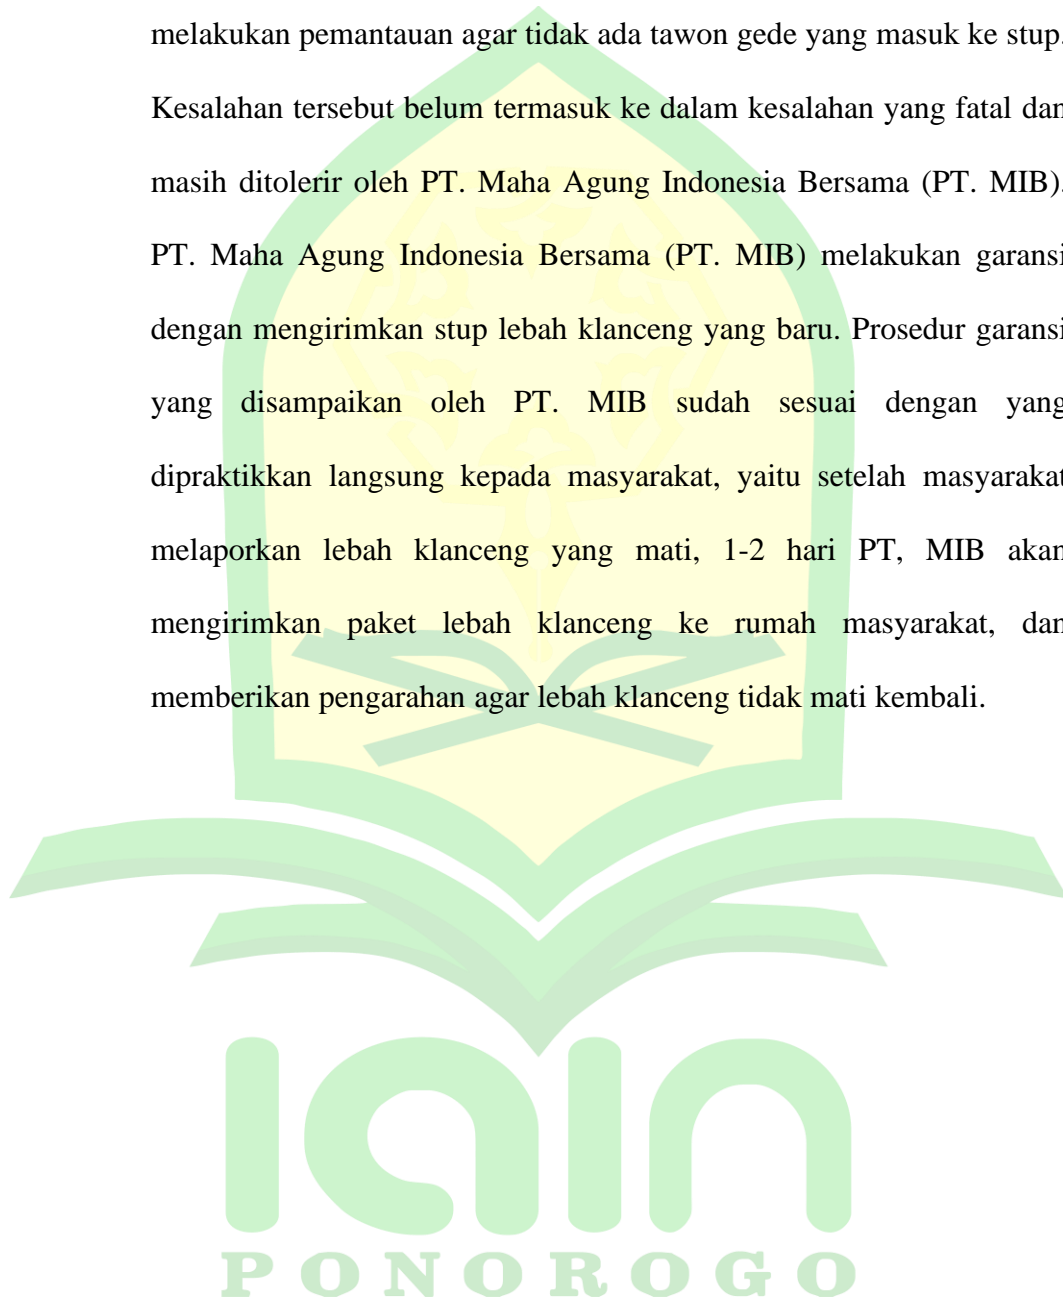 melakukan pemantauan agar tidak ada tawon gede yang masuk ke stup.
Kesalahan tersebut belum termasuk ke dalam kesalahan yang fatal dan
masih ditolerir oleh PT. Maha Agung Indonesia Bersama (PT. MIB).
PT. Maha Agung Indonesia Bersama (PT. MIB) melakukan garansi
dengan mengirimkan stup lebah klanceng yang baru. Prosedur garansi
yang disampaikan oleh PT. MIB sudah sesuai dengan yang
dipraktikkan langsung kepada masyarakat, yaitu setelah masyarakat
melaporkan lebah klanceng yang mati, 1-2 hari PT, MIB akan
mengirimkan paket lebah klanceng ke rumah masyarakat, dan
memberikan pengarahan agar lebah klanceng tidak mati kembali.
iain
PONOROGO